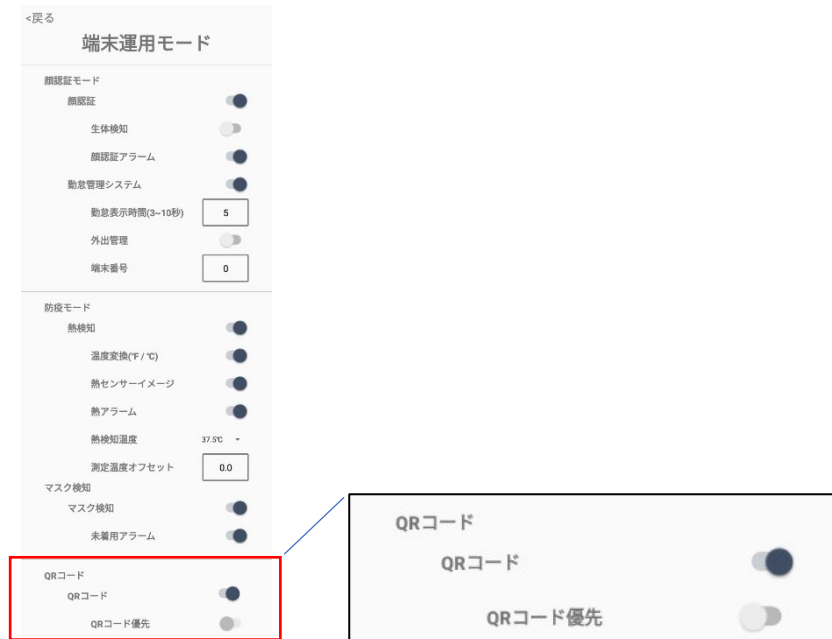 <戻る
端末運用モード
顔認証モード
顔認証
生体検知
顔認証アラーム
勤怠管理システム
勤怠表示時間(3~10秒) 5
外出管理
端末番号 0
防疫モード
熱検知
温度変換(°F / °C)
熱センサーイメージ
熱アラーム
熱検知温度 37.5℃
測定温度オフセット 0.0
マスク検知
マスク検知
未着用アラーム
QRコード
QRコード
QRコード優先
QRコード
QRコード
QRコード優先